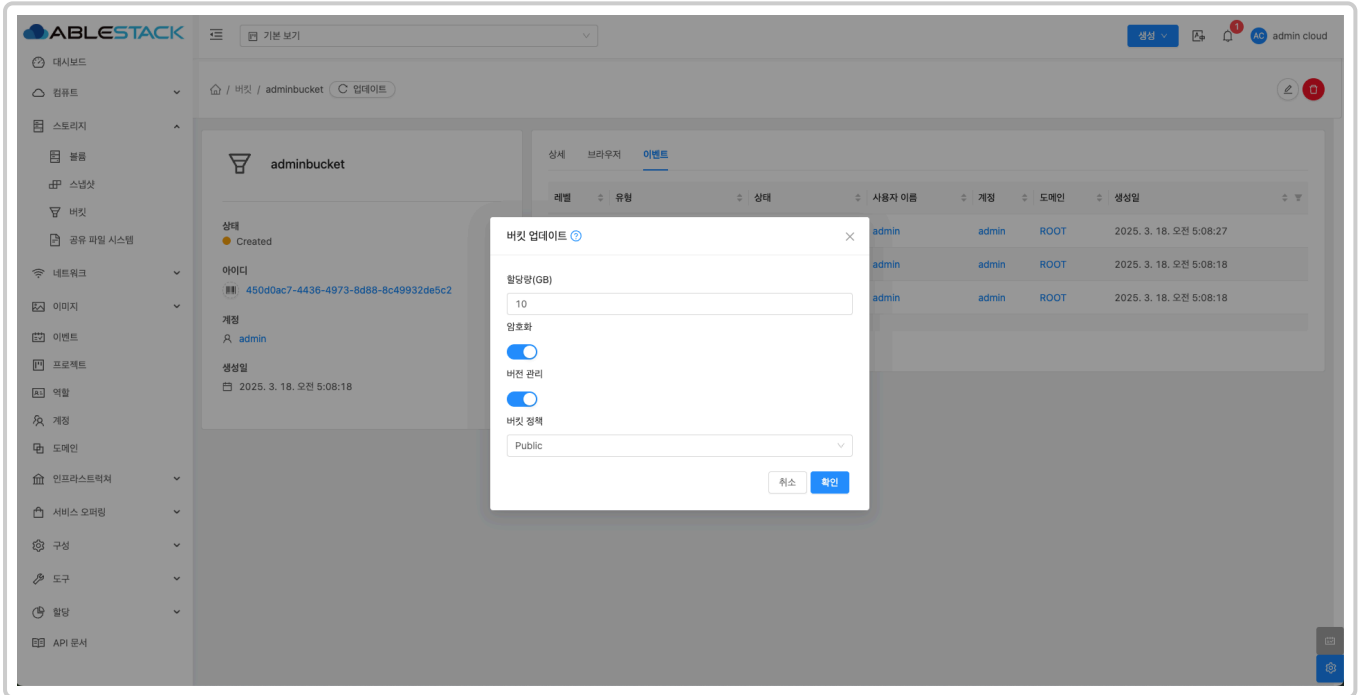 ABLESTACK
기본 보기
생성
1
AC
admin cloud
대시보드
컴퓨트
스토리지
볼륨
스냅샷
버킷
공유 파일 시스템
네트워크
이미지
이벤트
프로젝트
역할
계정
도메인
인프라스트럭쳐
서비스 오퍼링
구성
도구
할당
API 문서
/ 버킷 / adminbucket 업데이트
adminbucket
상태
Created
아이디
450d0ac7-4436-4973-8d88-8c49932de5c2
계정
admin
생성일
2025. 3. 18. 오전 5:08:18
상세 브라우저 이벤트
레벨 유형 상태 사용자 이름 계정 도메인 생성일
admin admin ROOT 2025. 3. 18. 오전 5:08:27
admin admin ROOT 2025. 3. 18. 오전 5:08:18
admin admin ROOT 2025. 3. 18. 오전 5:08:18
버킷 업데이트
할당량(GB)
10
암호화
버전 관리
버킷 정책
Public
취소 확인